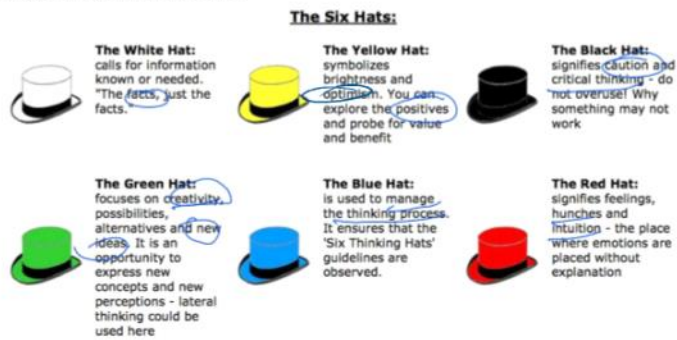 The Six Hats:
The White Hat:
calls for information
known or needed.
"The facts, just the
facts."
The Yellow Hat:
symbolizes
brightness and
optimism. You can
explore the positives
and probe for value
and benefit
The Black Hat:
signifies caution and
critical thinking - do
not overuse! Why
something may not
work
The Green Hat:
focuses on creativity,
possibilities,
alternatives and new
ideas. It is an
opportunity to
express new
concepts and new
perceptions - lateral
thinking could be
used here
The Blue Hat:
is used to manage
the thinking process.
It ensures that the
'Six Thinking Hats'
guidelines are
observed.
The Red Hat:
signifies feelings,
hunches and
intuition - the place
where emotions are
placed without
explanation